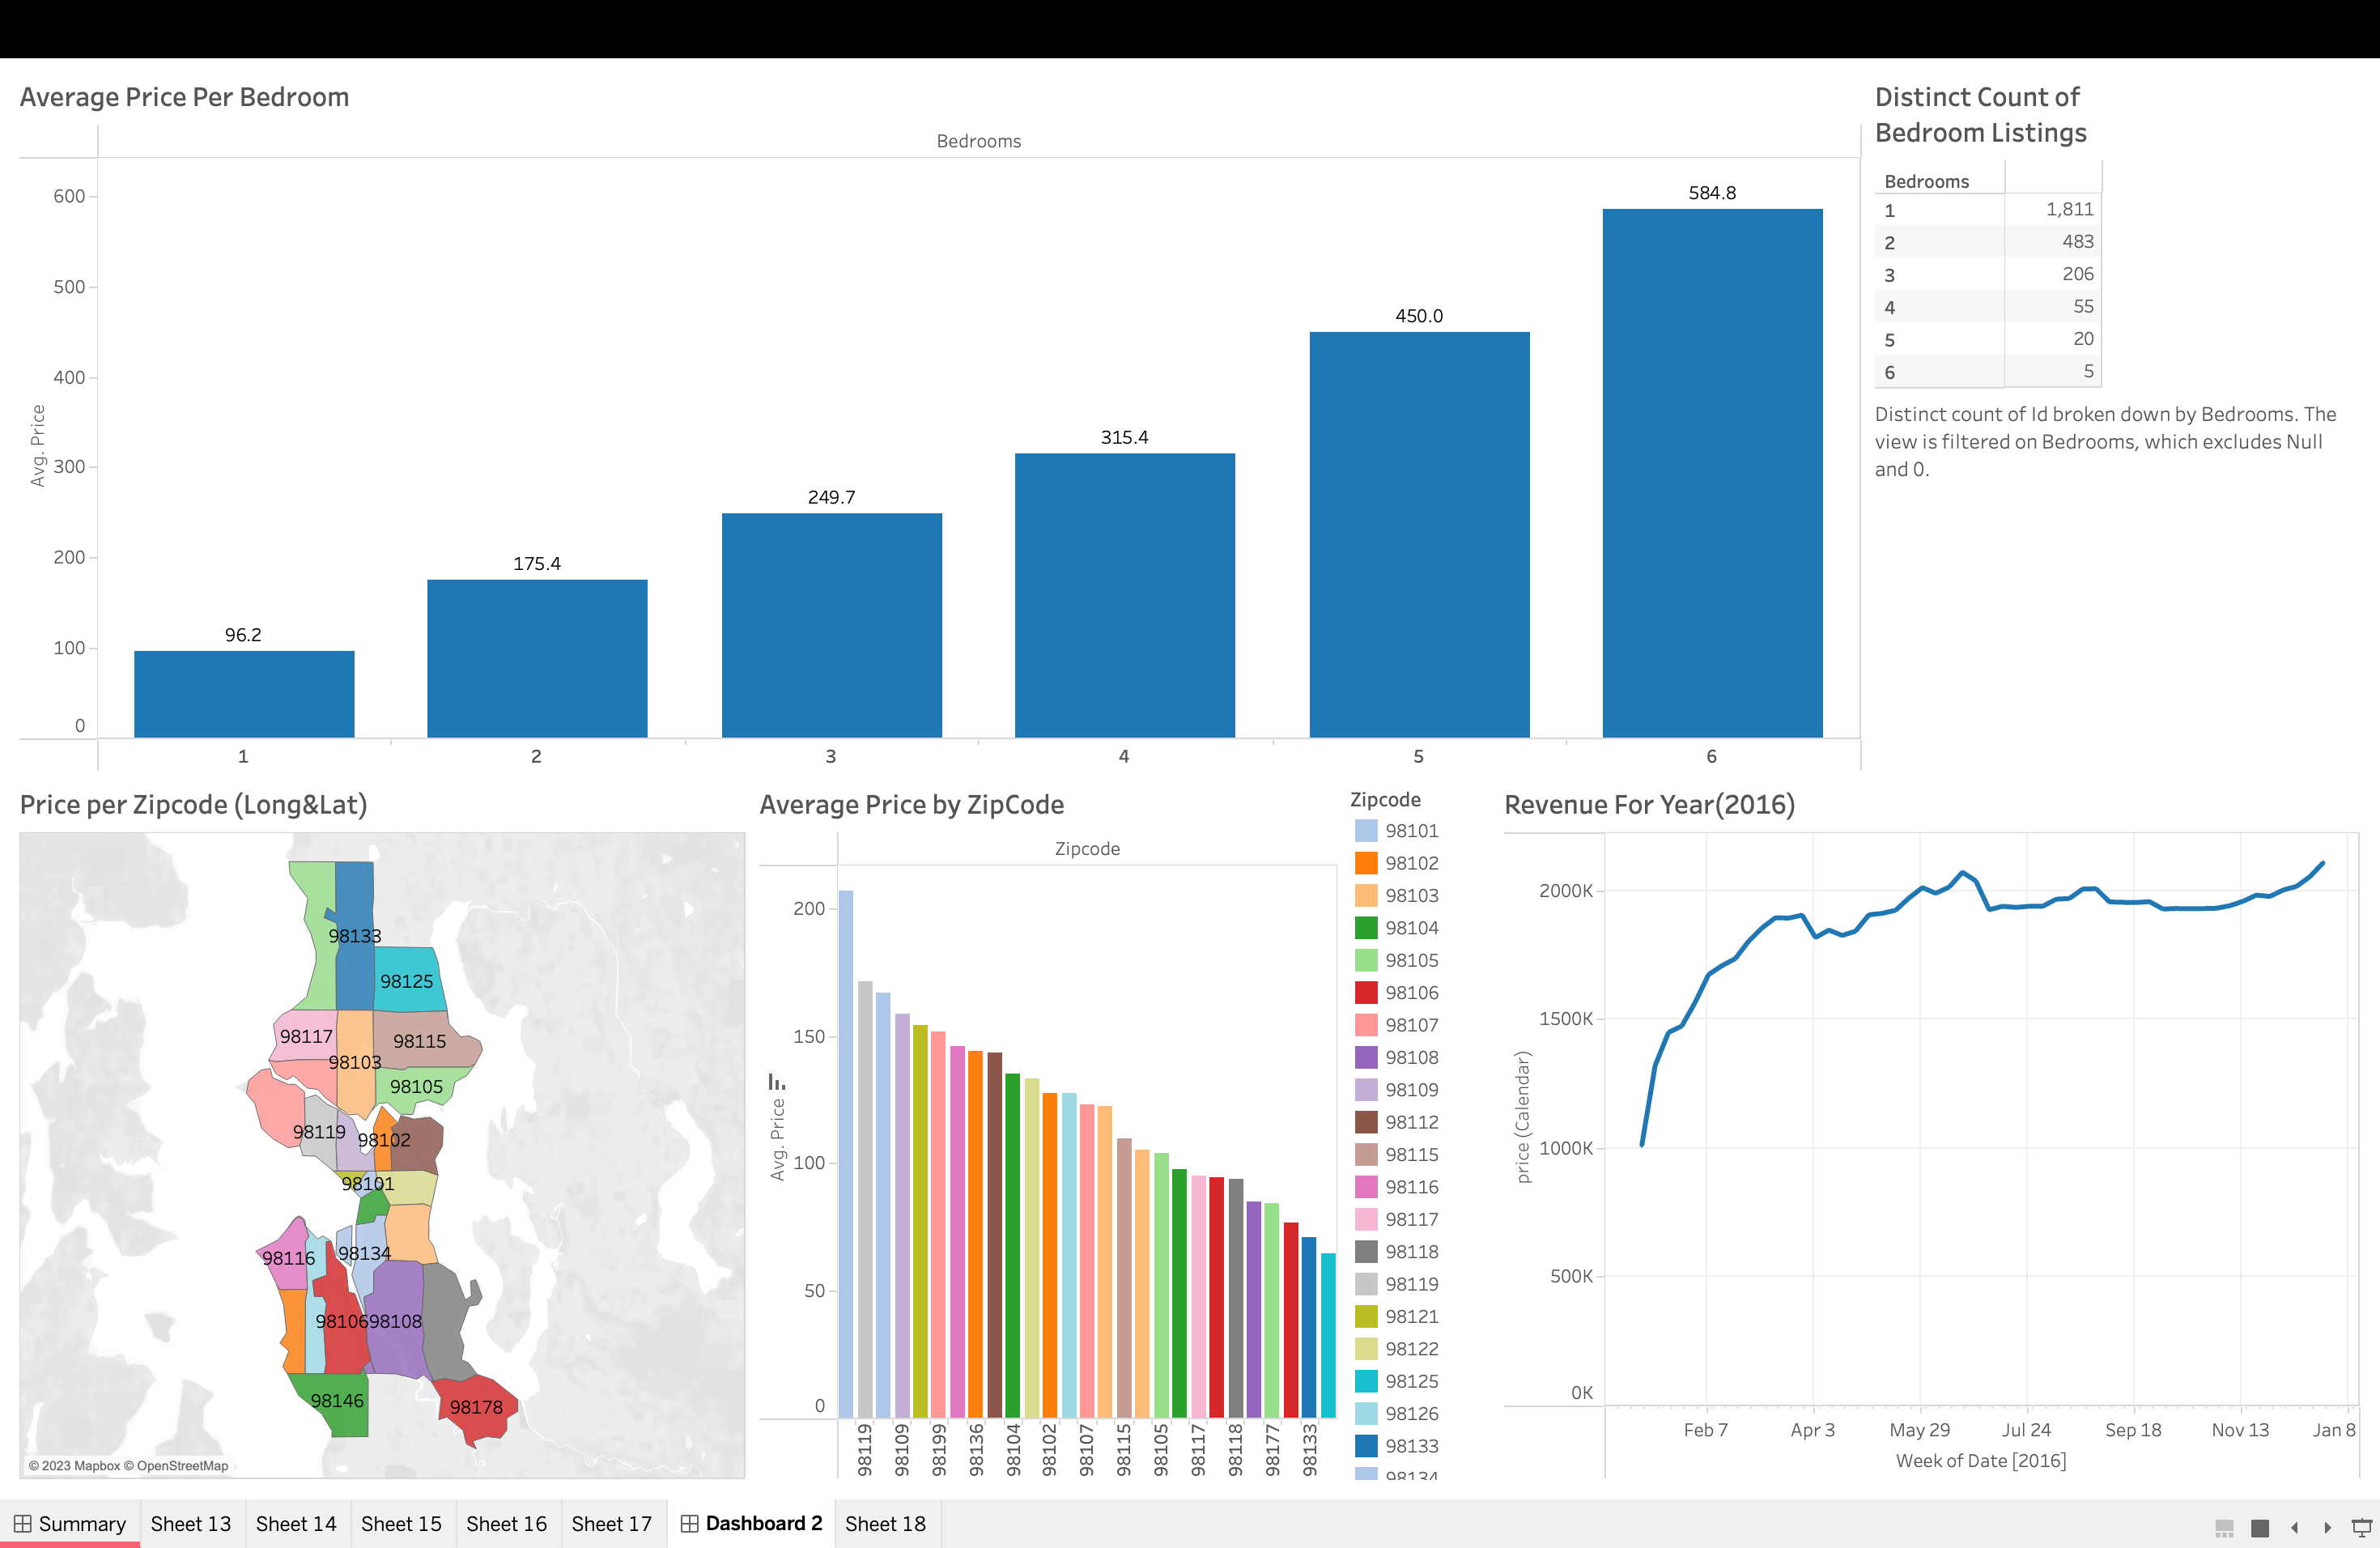 Average Price Per Bedroom
Bedrooms
Avg. Price
600
500
400
300
200
100
0
96.2
175.4
249.7
315.4
450.0
584.8
1
2
3
4
5
6
Distinct Count of
Bedroom Listings
Bedrooms
1 1,811
2 483
3 206
4 55
5 20
6 5
Distinct count of Id broken down by Bedrooms. The
view is filtered on Bedrooms, which excludes Null
and 0.
Price per Zipcode (Long&Lat)
98133
98125
98117
98115
98103
98105
98119
98102
98101
98116
98134
98106
98108
98146
98178
© 2023 Mapbox © OpenStreetMap
Average Price by ZipCode
Zipcode
Avg. Price
200
150
100
50
0
98119
98109
98199
98136
98104
98102
98107
98115
98105
98117
98118
98177
98133
Zipcode
98101
98102
98103
98104
98105
98106
98107
98108
98109
98112
98115
98116
98117
98118
98119
98121
98122
98125
98126
98133
98134
Revenue For Year(2016)
price (Calendar)
2000K
1500K
1000K
500K
0K
Feb 7
Apr 3
May 29
Jul 24
Sep 18
Nov 13
Jan 8
Week of Date [2016]
Summary
Sheet 13
Sheet 14
Sheet 15
Sheet 16
Sheet 17
Dashboard 2
Sheet 18